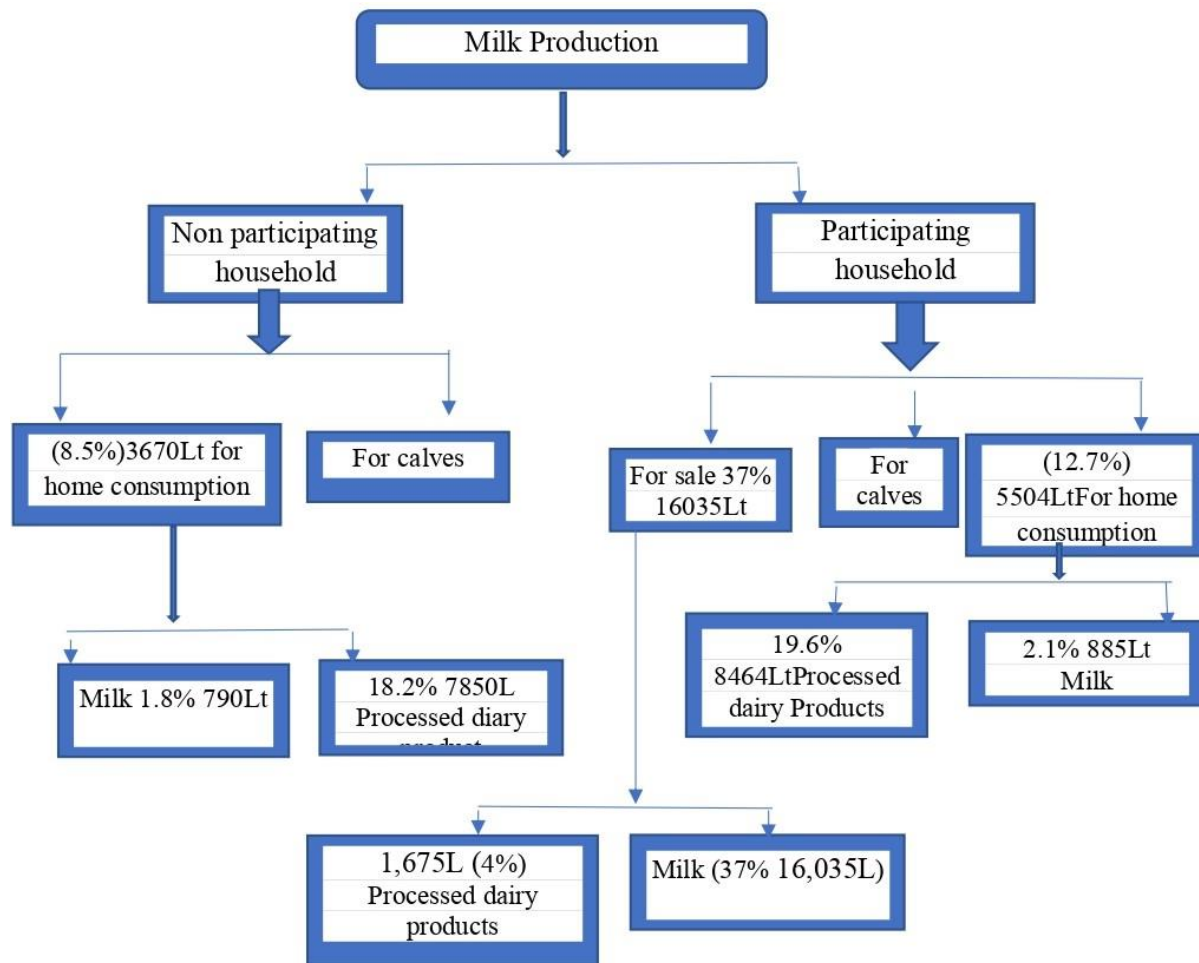 Milk Production
Non participating
household
Participating
household
(8.5%)3670Lt for
home consumption
For calves
For sale 37%
16035Lt
For
calves
(12.7%)
5504LtFor home
consumption
Milk 1.8% 790Lt
18.2% 7850L
Processed diary
19.6%
8464LtProcessed
dairy Products
2.1% 885Lt
Milk
1,675L (4%)
Processed dairy
products
Milk (37% 16,035L)